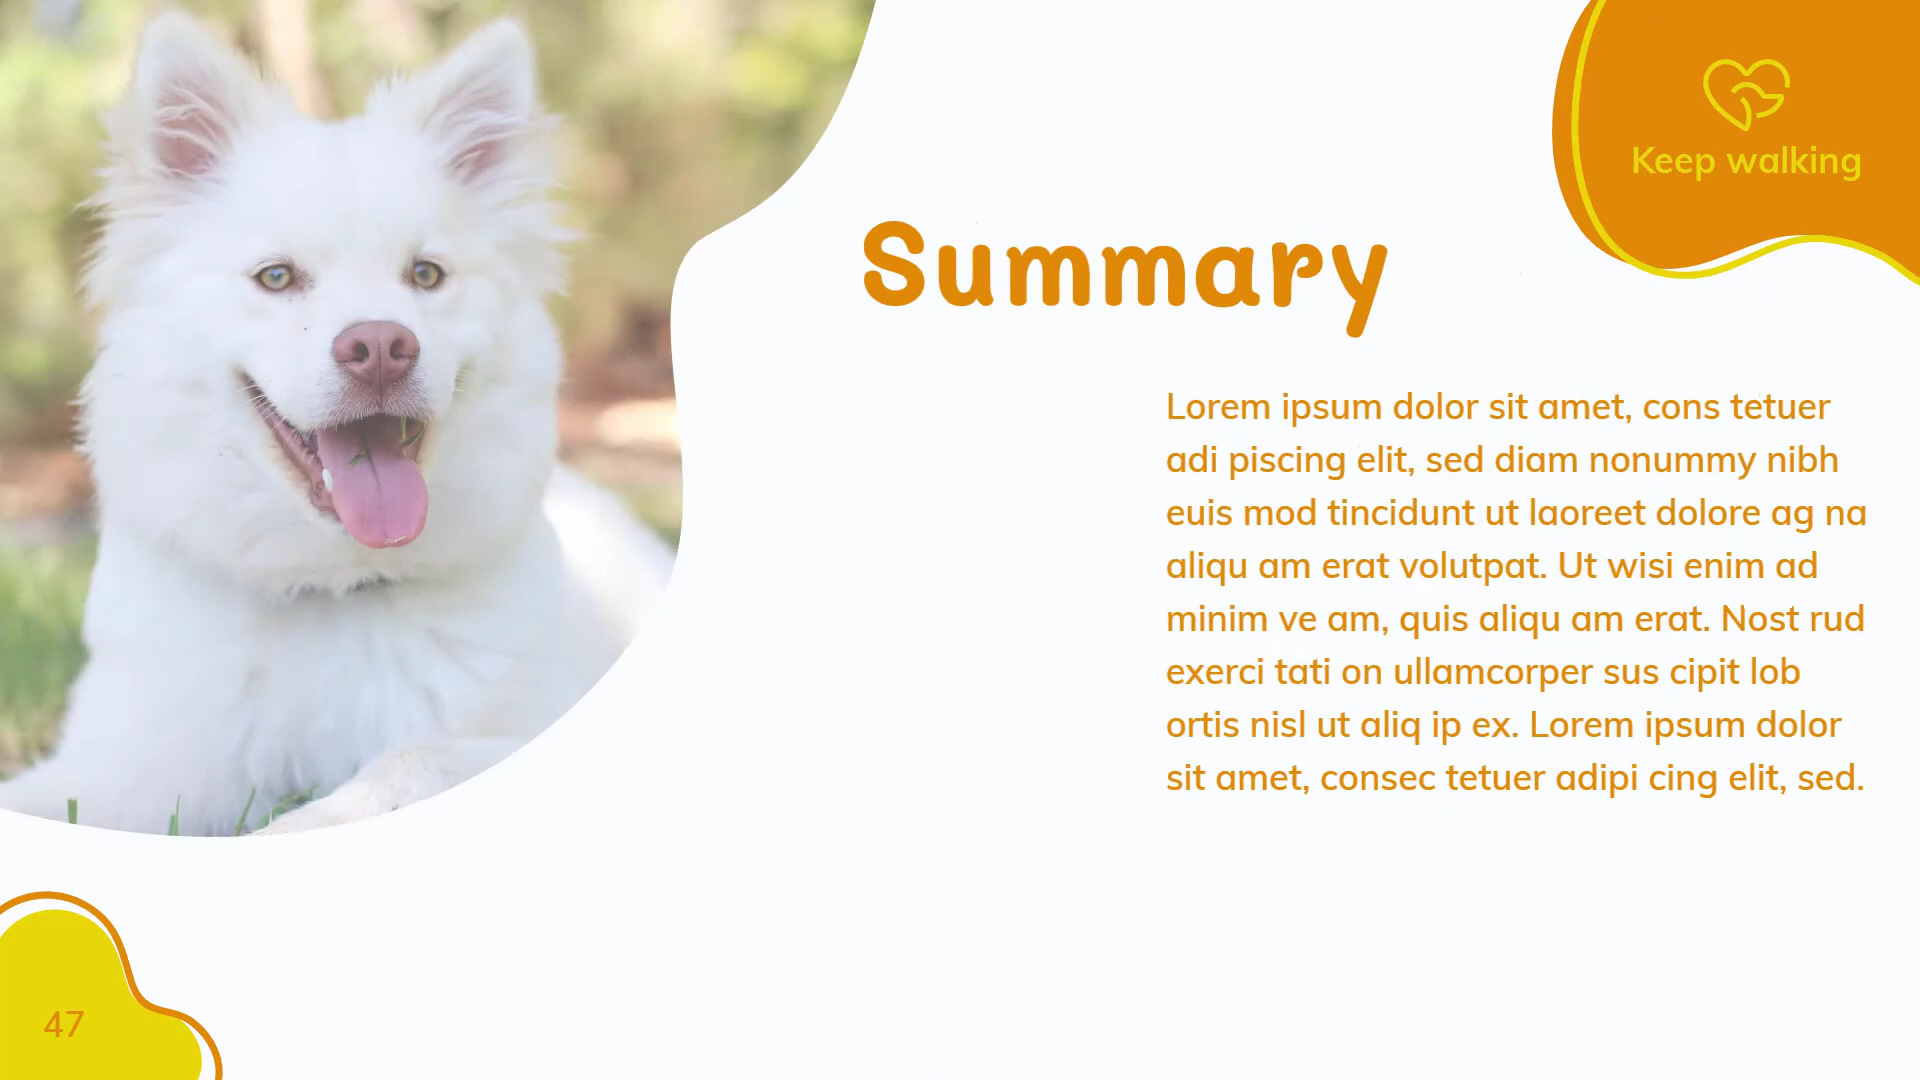 Keep walking
Summary
Lorem ipsum dolor sit amet, cons tetuer
adi piscing elit, sed diam nonummy nibh
euis mod tincidunt ut laoreet dolore ag na
aliqu am erat volutpat. Ut wisi enim ad
minim ve am, quis aliqu am erat. Nost rud
exerci tati on ullamcorper sus cipit lob
ortis nisl ut aliq ip ex. Lorem ipsum dolor
sit amet, consec tetuer adipi cing elit, sed.
47